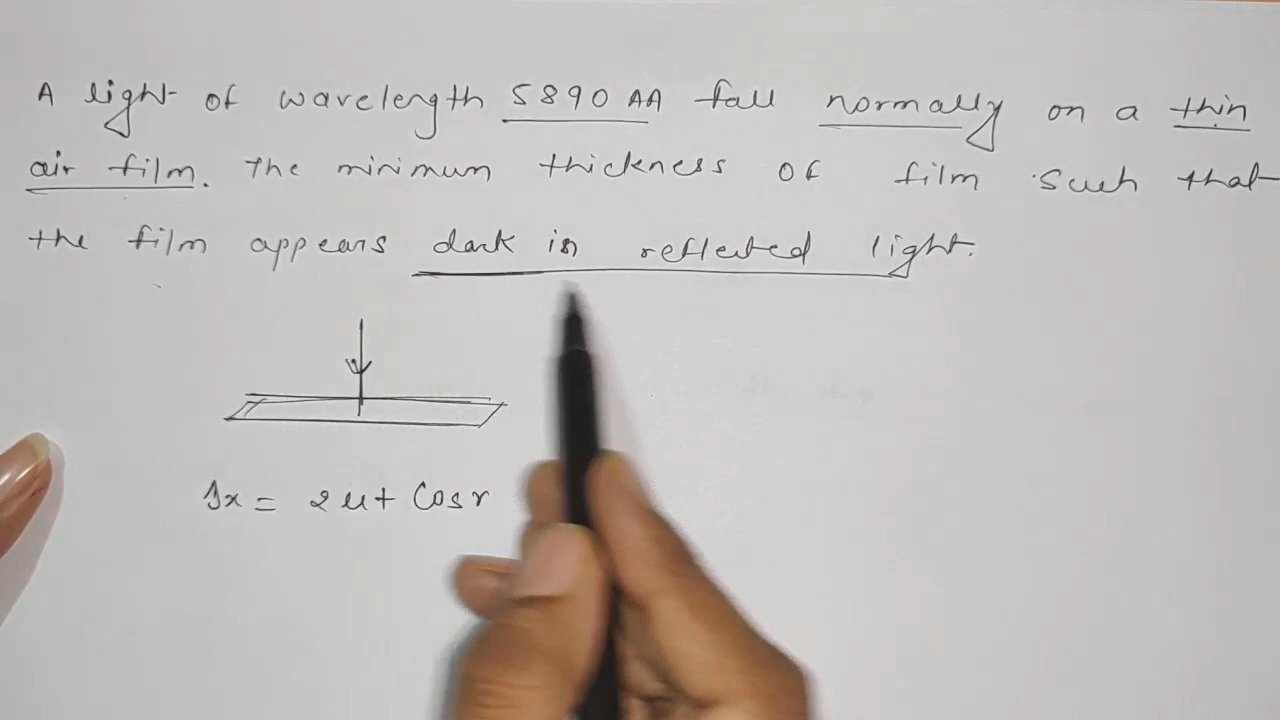 A light of wavelength 5890 AA fall normally on a thin
air film. The minimum thickness of film such that
the film appears dark in reflected light.
Δx = 2μt Cos r